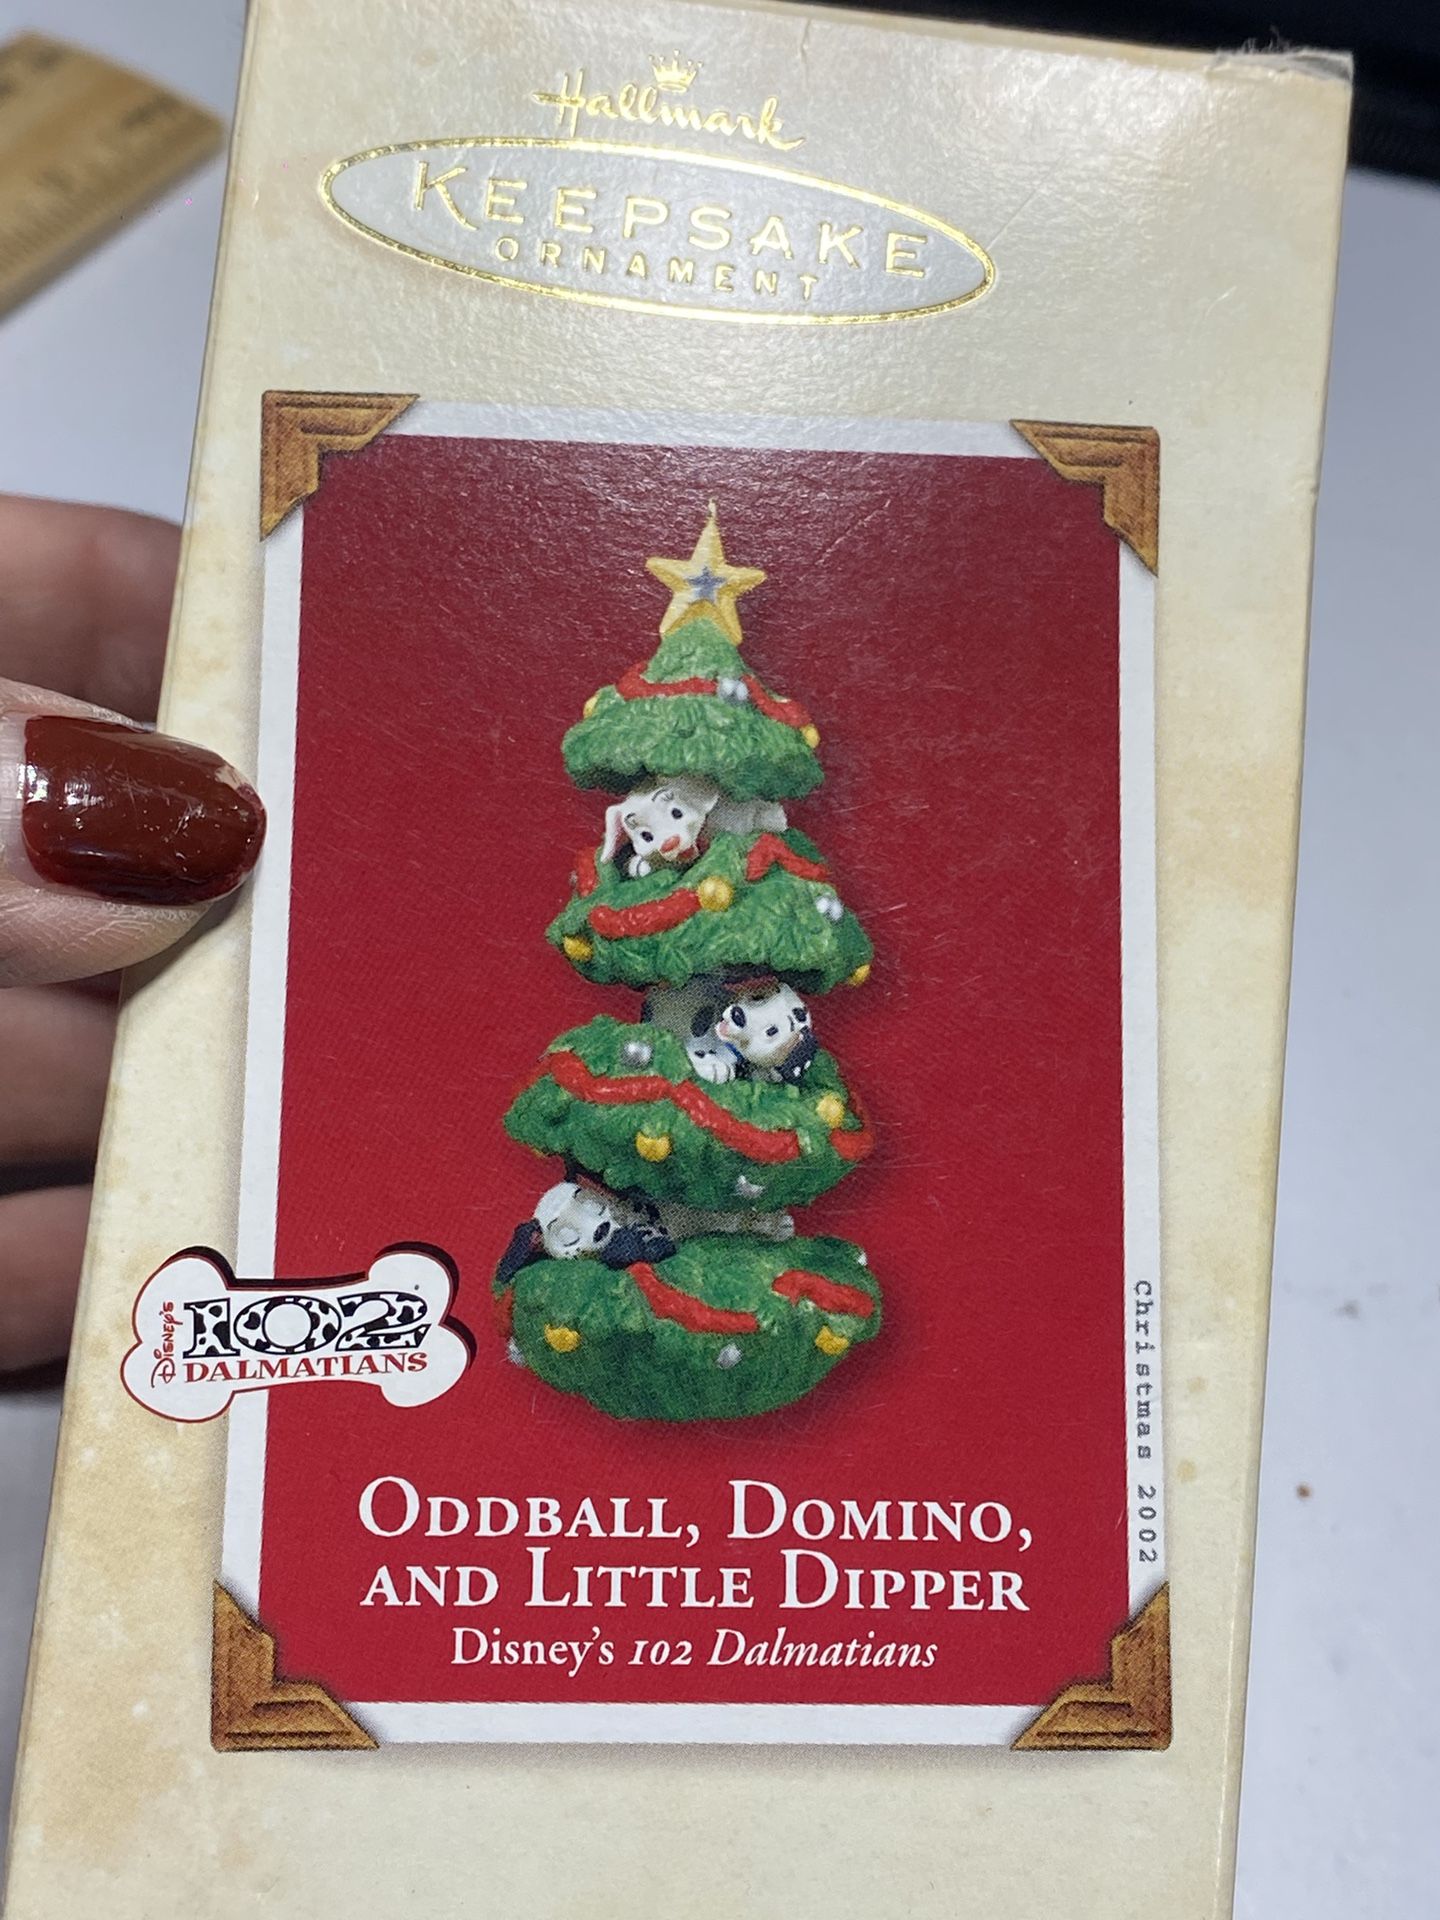 Hallmark
KEEPSAKE
ORNAMENT
DISNEY'S
102
DALMATIANS
Christmas 2002
ODDBALL, DOMINO,
AND LITTLE DIPPER
Disney's 102 Dalmatians